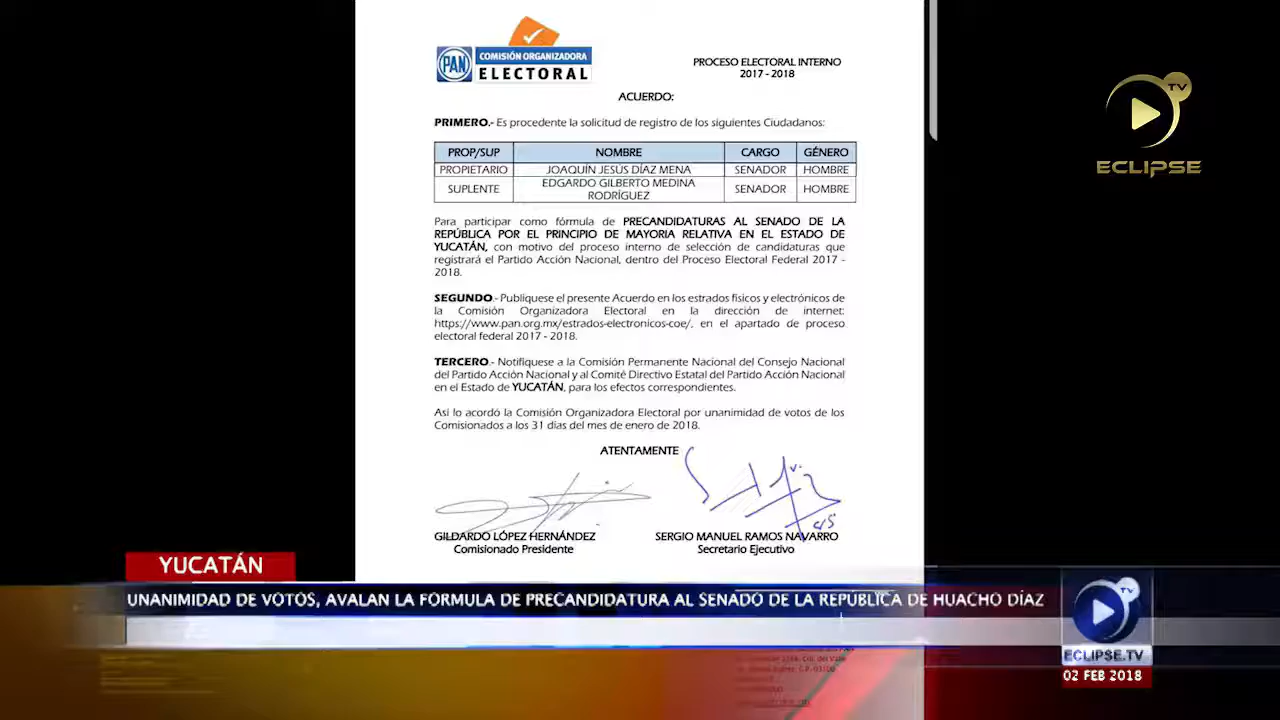 PAN
COMISIÓN ORGANIZADORA
ELECTORAL
PROCESO ELECTORAL INTERNO
2017 - 2018
TV
ECLIPSE
ACUERDO:
PRIMERO.- Es procedente la solicitud de registro de los siguientes Ciudadanos:
PROP/SUP NOMBRE CARGO GÉNERO
PROPIETARIO JOAQUÍN JESÚS DÍAZ MENA SENADOR HOMBRE
SUPLENTE EDGARDO GILBERTO MEDINA RODRÍGUEZ SENADOR HOMBRE
Para participar como fórmula de PRECANDIDATURAS AL SENADO DE LA
REPÚBLICA POR EL PRINCIPIO DE MAYORIA RELATIVA EN EL ESTADO DE
YUCATÁN, con motivo del proceso interno de selección de candidaturas que
registrará el Partido Acción Nacional, dentro del Proceso Electoral Federal 2017 -
2018.
SEGUNDO.- Publíquese el presente Acuerdo en los estrados físicos y electrónicos de
la Comisión Organizadora Electoral en la dirección de internet:
https://www.pan.org.mx/estrados-electronicos-coe/, en el apartado de proceso
electoral federal 2017 - 2018.
TERCERO.- Notifíquese a la Comisión Permanente Nacional del Consejo Nacional
del Partido Acción Nacional y al Comité Directivo Estatal del Partido Acción Nacional
en el Estado de YUCATÁN, para los efectos correspondientes.
Así lo acordó la Comisión Organizadora Electoral por unanimidad de votos de los
Comisionados a los 31 días del mes de enero de 2018.
ATENTAMENTE
GILDARDO LÓPEZ HERNÁNDEZ
Comisionado Presidente
SERGIO MANUEL RAMOS NAVARRO
Secretario Ejecutivo
YUCATÁN
UNANIMIDAD DE VOTOS, AVALAN LA FORMULA DE PRECANDIDATURA AL SENADO DE LA REPÚBLICA DE HUACHO DÍAZ
TV
ECLIPSE.TV
02 FEB 2018